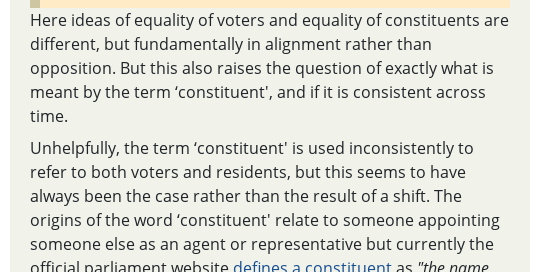 Here ideas of equality of voters and equality of constituents are
different, but fundamentally in alignment rather than
opposition. But this also raises the question of exactly what is
meant by the term ‘constituent', and if it is consistent across
time.
Unhelpfully, the term ‘constituent' is used inconsistently to
refer to both voters and residents, but this seems to have
always been the case rather than the result of a shift. The
origins of the word ‘constituent' relate to someone appointing
someone else as an agent or representative but currently the
official parliament website defines a constituent as "the name